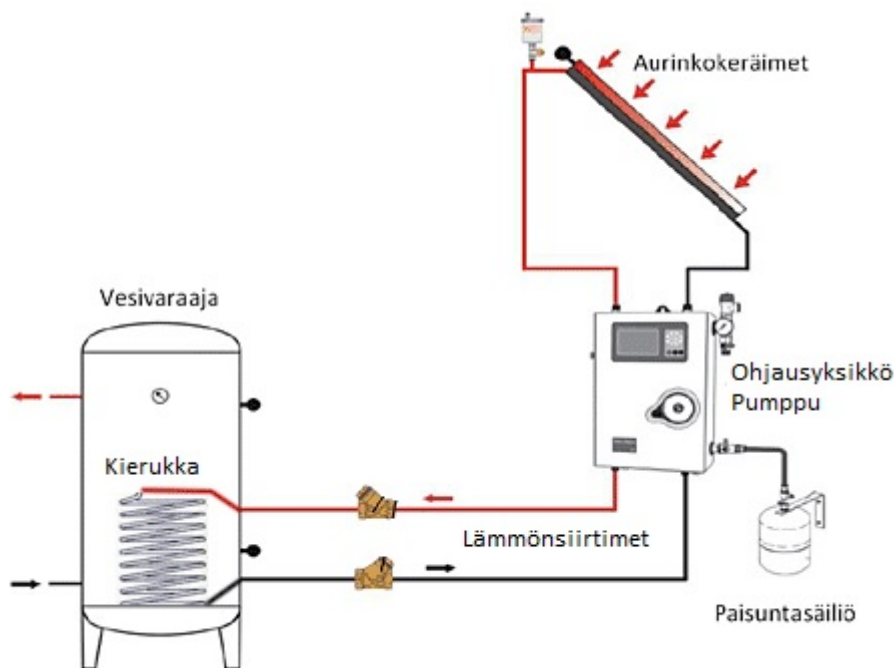 Aurinkokeräimet
Vesivaraaja
Ohjausyksikkö
Pumppu
Kierukka
Lämmönsiirtimet
Paisuntasäiliö